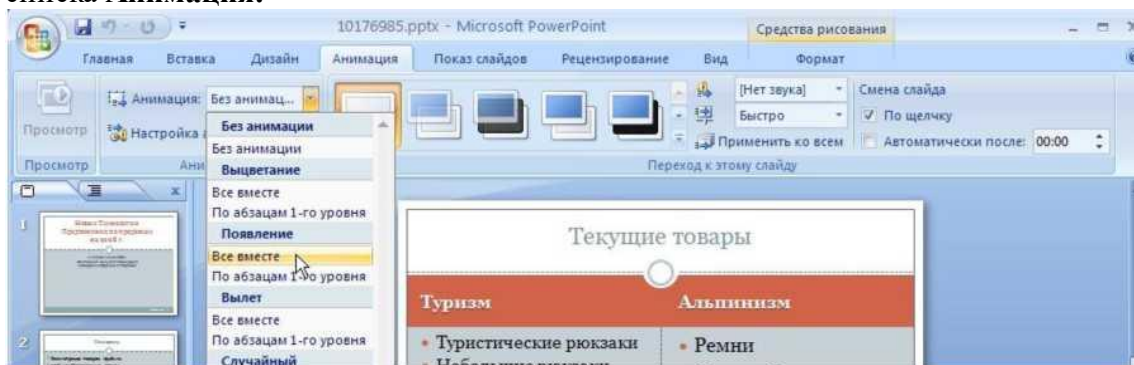 списка Анимация.
10176985.pptx - Microsoft PowerPoint
Средства рисования
Главная Вставка Дизайн Анимация Показ слайдов Рецензирование Вид Формат
Просмотр
Анимация: Без анимац...
Настройка а
[Нет звука]
Быстро
Применить ко всем
Смена слайда
По щелчку
Автоматически после: 00:00
Просмотр Ани Переход к этому слайду
Без анимации
Без анимации
Выцветание
Все вместе
По абзацам 1-го уровня
Появление
Все вместе
По абзацам 1-го уровня
Вылет
Все вместе
По абзацам 1-го уровня
Случайный
1
2
Текущие товары
Туризм Альпинизм
• Туристические рюкзаки
• Ремни